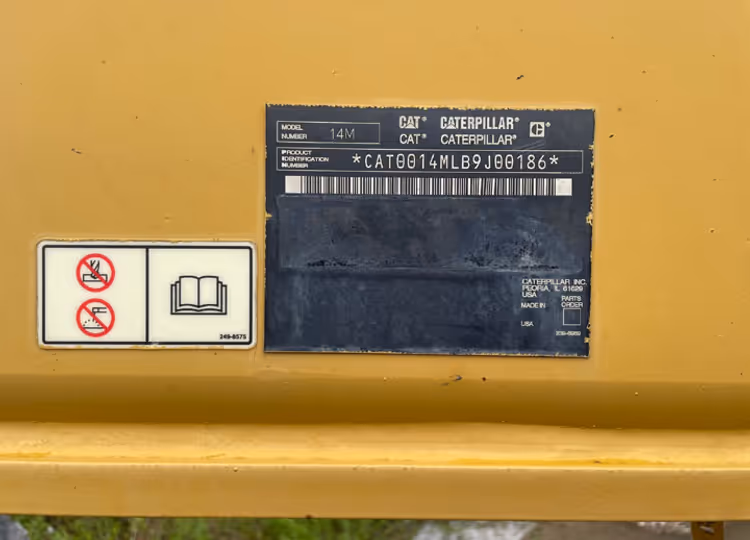 MODEL NUMBER 14M
CAT® CATERPILLAR®
CAT® CATERPILLAR®
PRODUCT IDENTIFICATION NUMBER *CAT0014MLB9J00186*
CATERPILLAR INC.
PEORIA, IL 61629
USA
MADE IN
USA
PARTS ORDER
249-8575